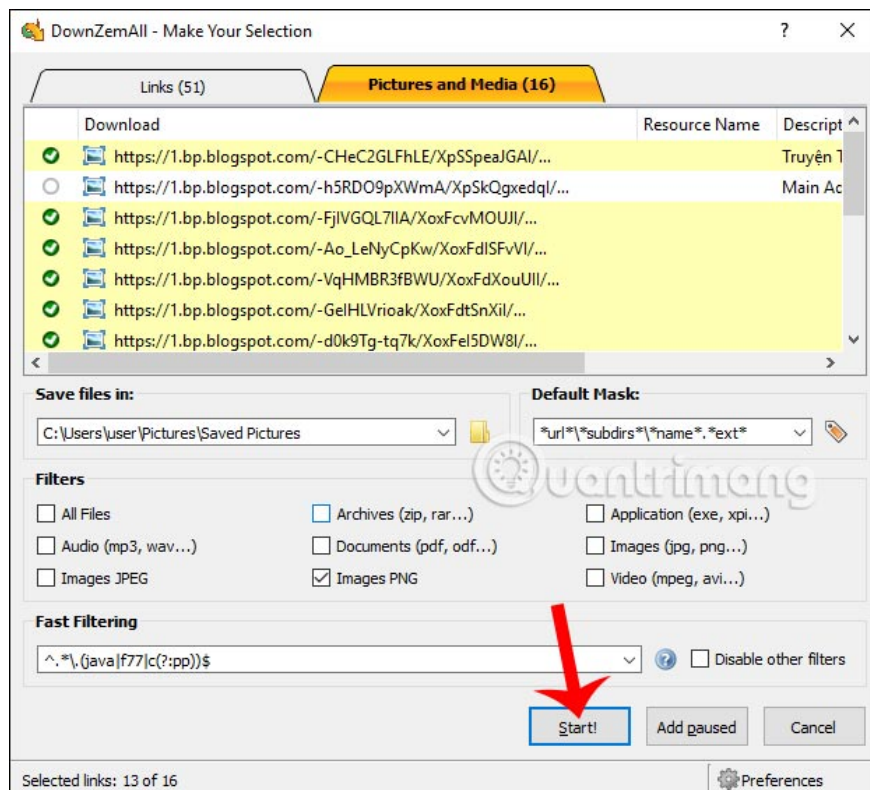 DownZemAll - Make Your Selection
Links (51)
Pictures and Media (16)
Download Resource Name Descript
https://1.bp.blogspot.com/-CHeC2GLFhLE/XpSSpeaJGAI/... Truyện T
https://1.bp.blogspot.com/-h5RDO9pXWmA/XpSkQgxedqI/... Main Ac
https://1.bp.blogspot.com/-FjlVGQL7lIA/XoxFcvMOUJI/...
https://1.bp.blogspot.com/-Ao_LeNyCpKw/XoxFdISFvVI/...
https://1.bp.blogspot.com/-VqHMBR3fBWU/XoxFdXouUlI/...
https://1.bp.blogspot.com/-GelHLVrioak/XoxFdtSnXiI/...
https://1.bp.blogspot.com/-d0k9Tg-tq7k/XoxFeI5DW8I/...
Save files in: Default Mask:
C:\Users\user\Pictures\Saved Pictures *url*\*subdirs*\*name*.*ext*
Quantrimang
Filters
All Files Archives (zip, rar...) Application (exe, xpi...)
Audio (mp3, wav...) Documents (pdf, odf...) Images (jpg, png...)
Images JPEG Images PNG Video (mpeg, avi...)
Fast Filtering
^.*\.(java|f77|c(?:pp))$ Disable other filters
Start! Add paused Cancel
Selected links: 13 of 16 Preferences